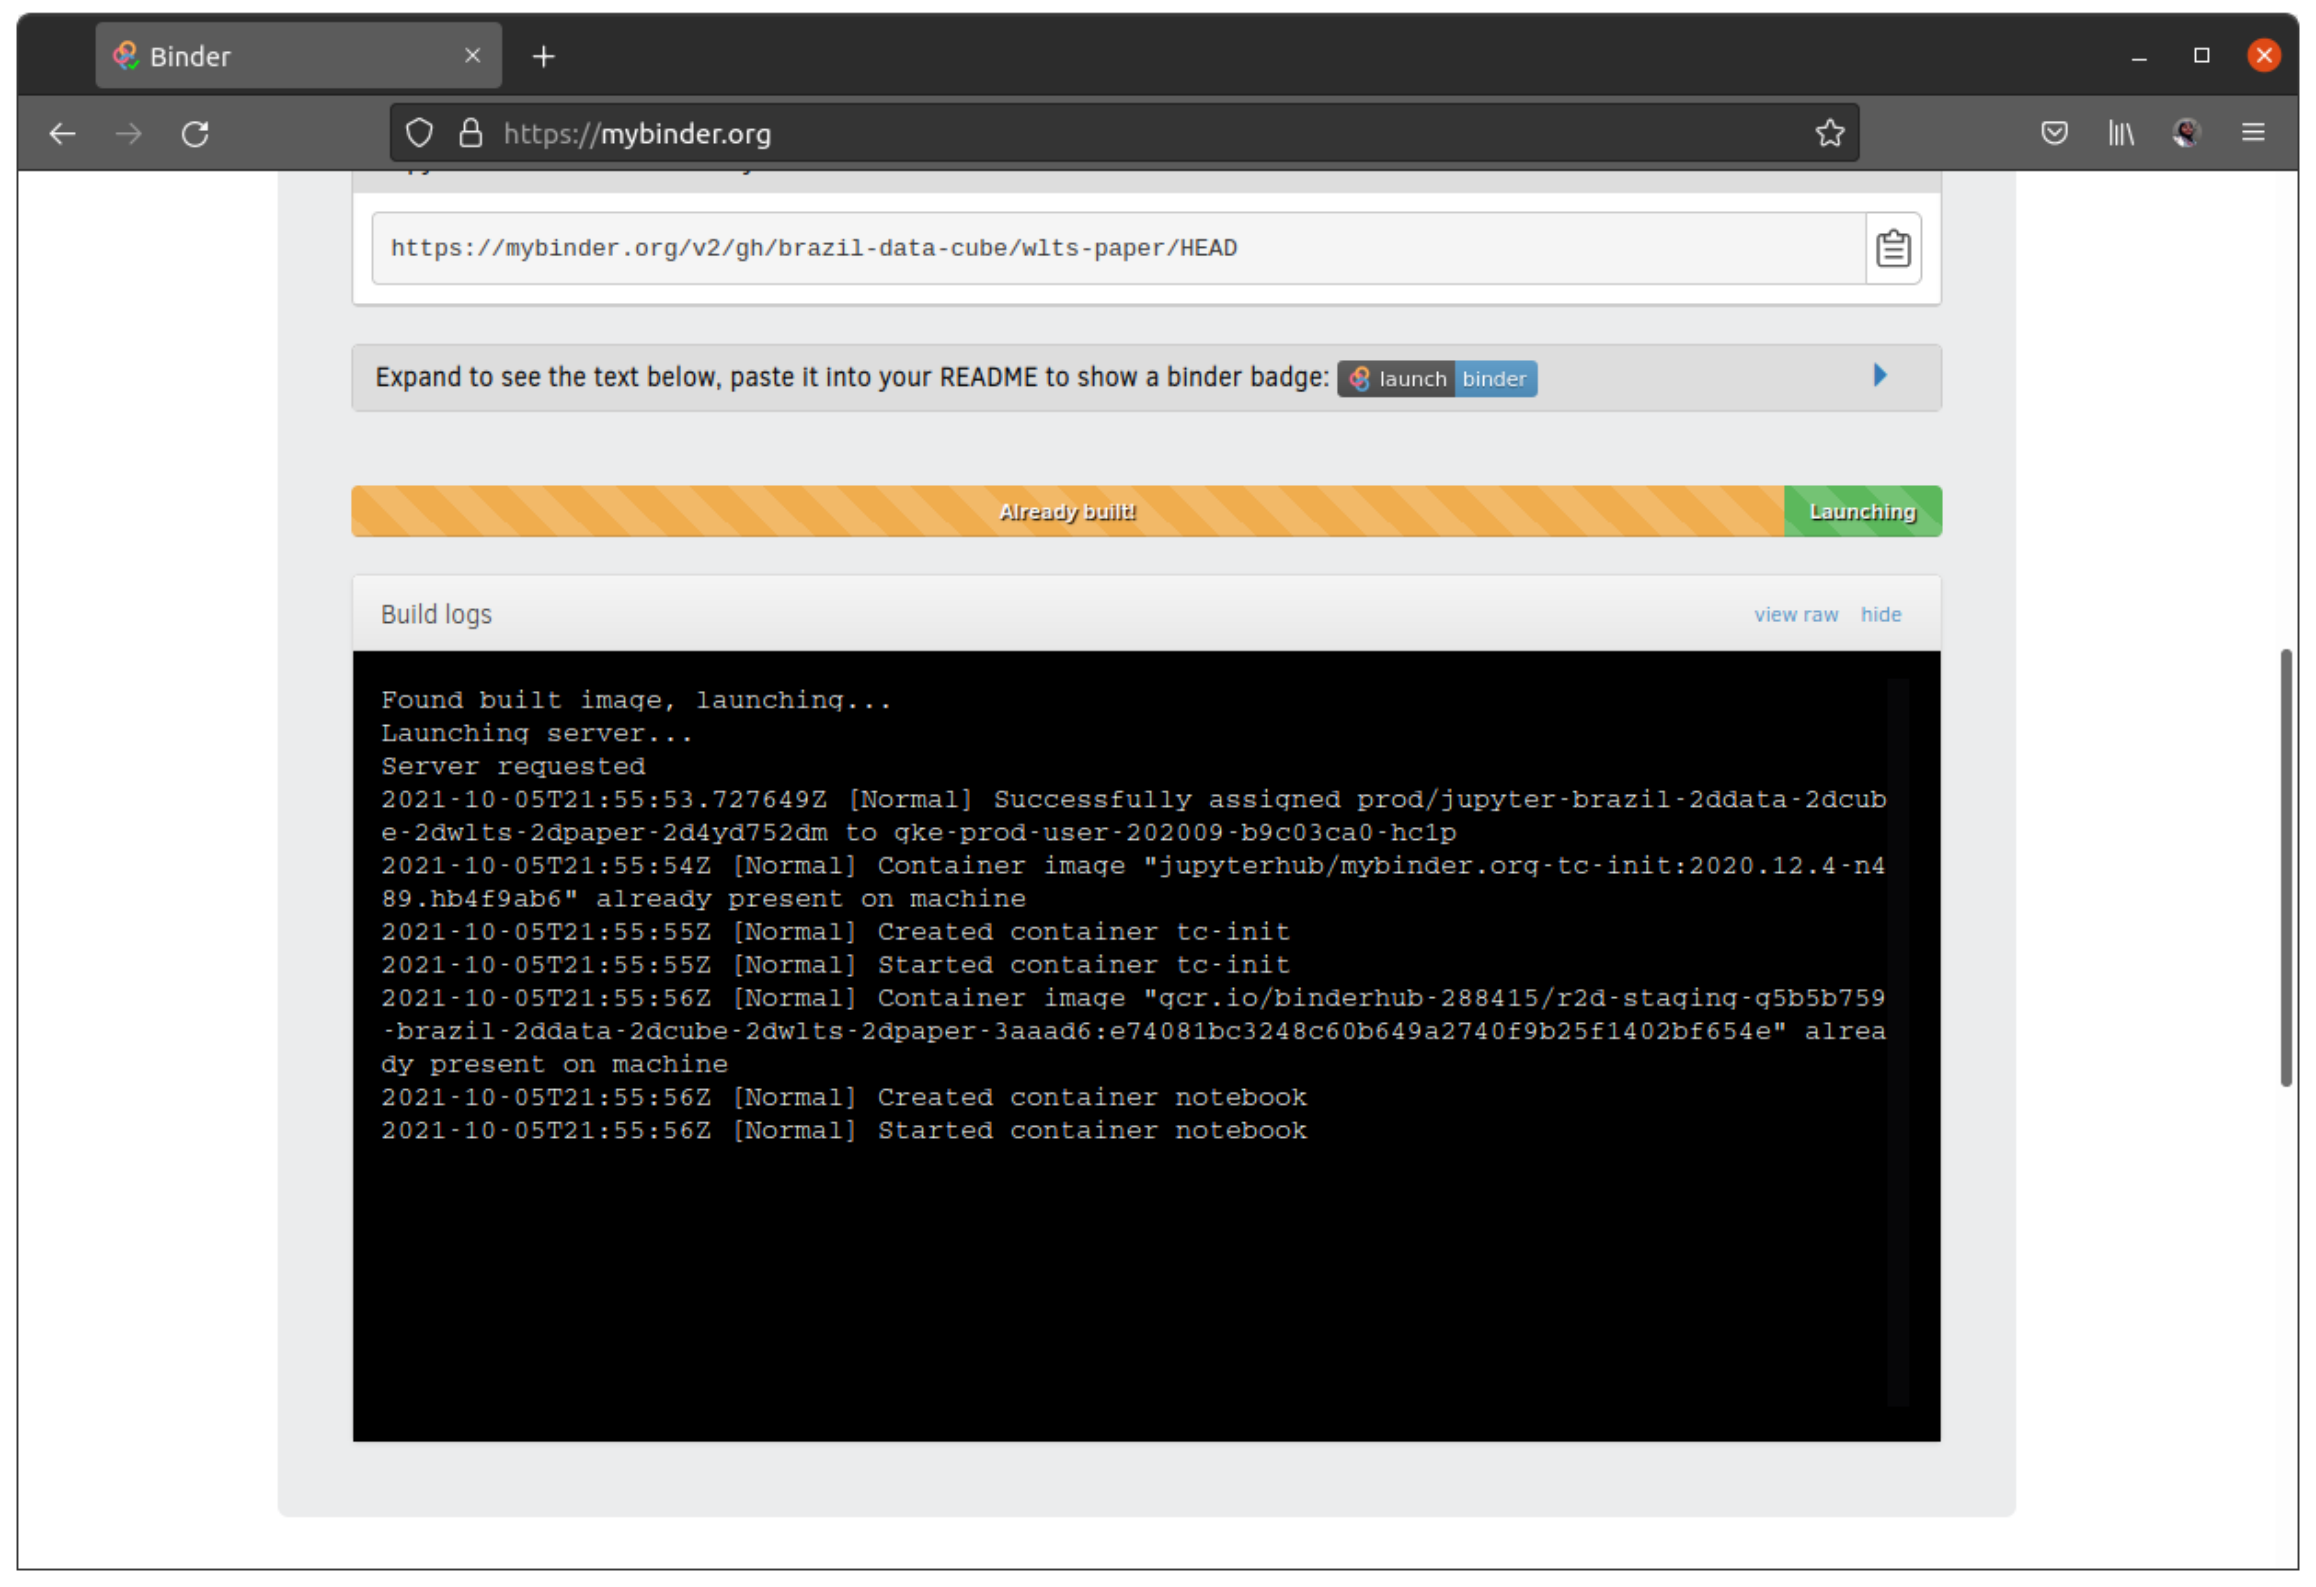 Binder
https://mybinder.org
https://mybinder.org/v2/gh/brazil-data-cube/wlts-paper/HEAD
Expand to see the text below, paste it into your README to show a binder badge: launch binder
Already built! Launching
Build logs view raw hide
Found built image, launching...
Launching server...
Server requested
2021-10-05T21:55:53.727649Z [Normal] Successfully assigned prod/jupyter-brazil-2ddata-2dcub
e-2dwlts-2dpaper-2d4yd752dm to gke-prod-user-202009-b9c03ca0-hc1p
2021-10-05T21:55:54Z [Normal] Container image "jupyterhub/mybinder.org-tc-init:2020.12.4-n4
89.hb4f9ab6" already present on machine
2021-10-05T21:55:55Z [Normal] Created container tc-init
2021-10-05T21:55:55Z [Normal] Started container tc-init
2021-10-05T21:55:56Z [Normal] Container image "gcr.io/binderhub-288415/r2d-staging-g5b5b759
-brazil-2ddata-2dcube-2dwlts-2dpaper-3aaad6:e74081bc3248c60b649a2740f9b25f1402bf654e" alrea
dy present on machine
2021-10-05T21:55:56Z [Normal] Created container notebook
2021-10-05T21:55:56Z [Normal] Started container notebook